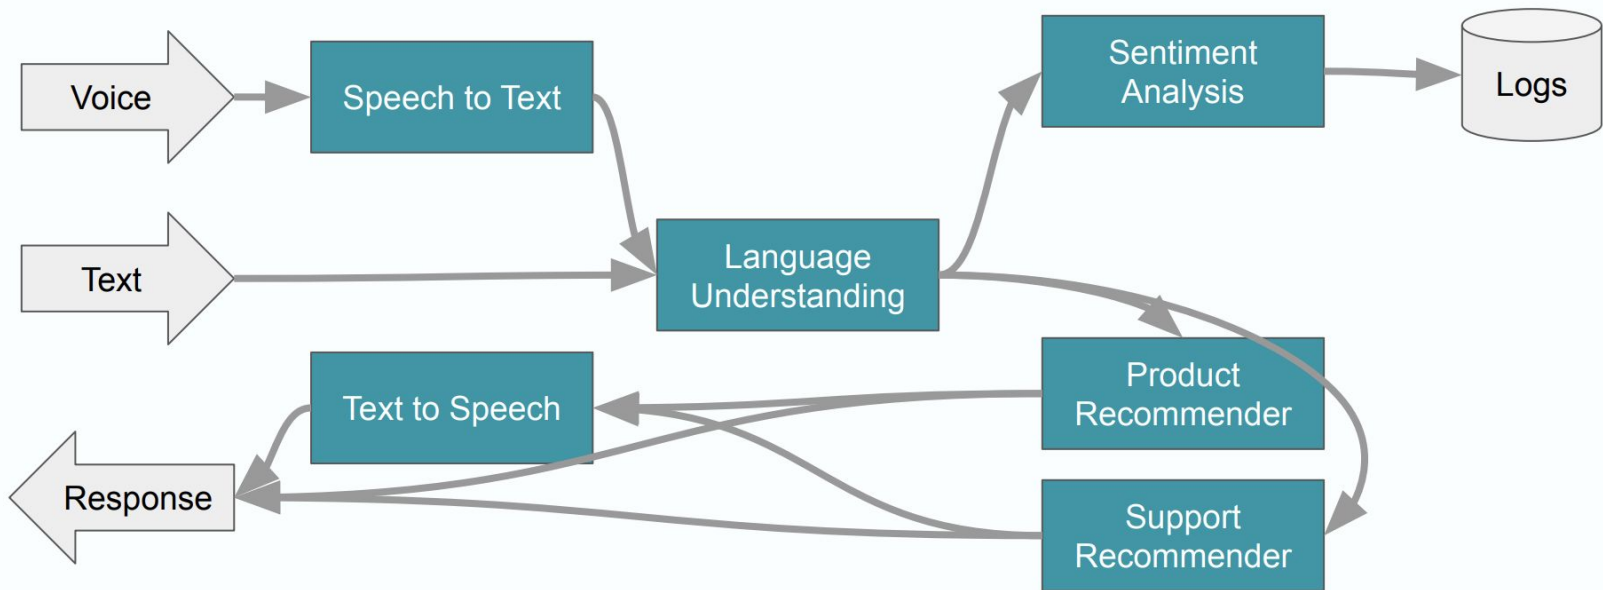 Voice
Speech to Text
Sentiment
Analysis
Logs
Text
Language
Understanding
Text to Speech
Product
Recommender
Response
Support
Recommender